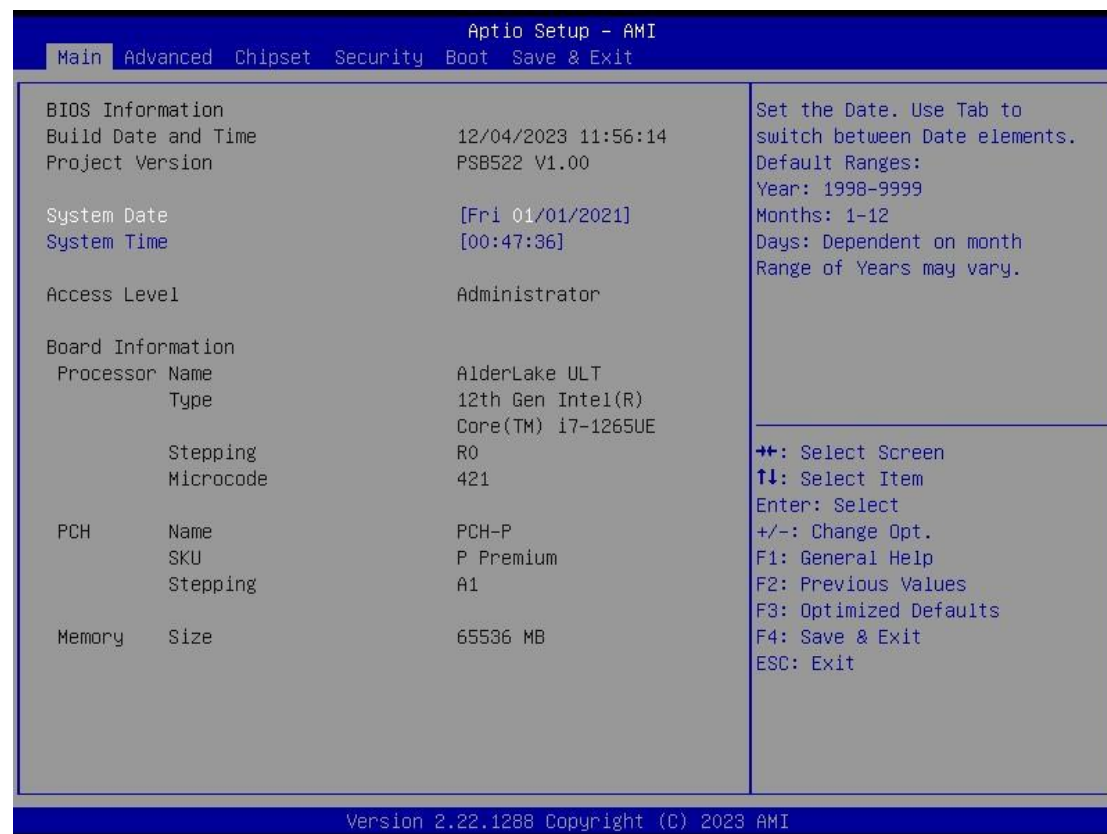 Aptio Setup – AMI
Main Advanced Chipset Security Boot Save & Exit
BIOS Information
Build Date and Time 12/04/2023 11:56:14
Project Version PSB522 V1.00
System Date [Fri 01/01/2021]
System Time [00:47:36]
Access Level Administrator
Board Information
Processor Name AlderLake ULT
Type 12th Gen Intel(R)
Core(TM) i7-1265UE
Stepping R0
Microcode 421
PCH Name PCH-P
SKU P Premium
Stepping A1
Memory Size 65536 MB
Set the Date. Use Tab to
switch between Date elements.
Default Ranges:
Year: 1998-9999
Months: 1-12
Days: Dependent on month
Range of Years may vary.
→←: Select Screen
↑↓: Select Item
Enter: Select
+/-: Change Opt.
F1: General Help
F2: Previous Values
F3: Optimized Defaults
F4: Save & Exit
ESC: Exit
Version 2.22.1288 Copyright (C) 2023 AMI